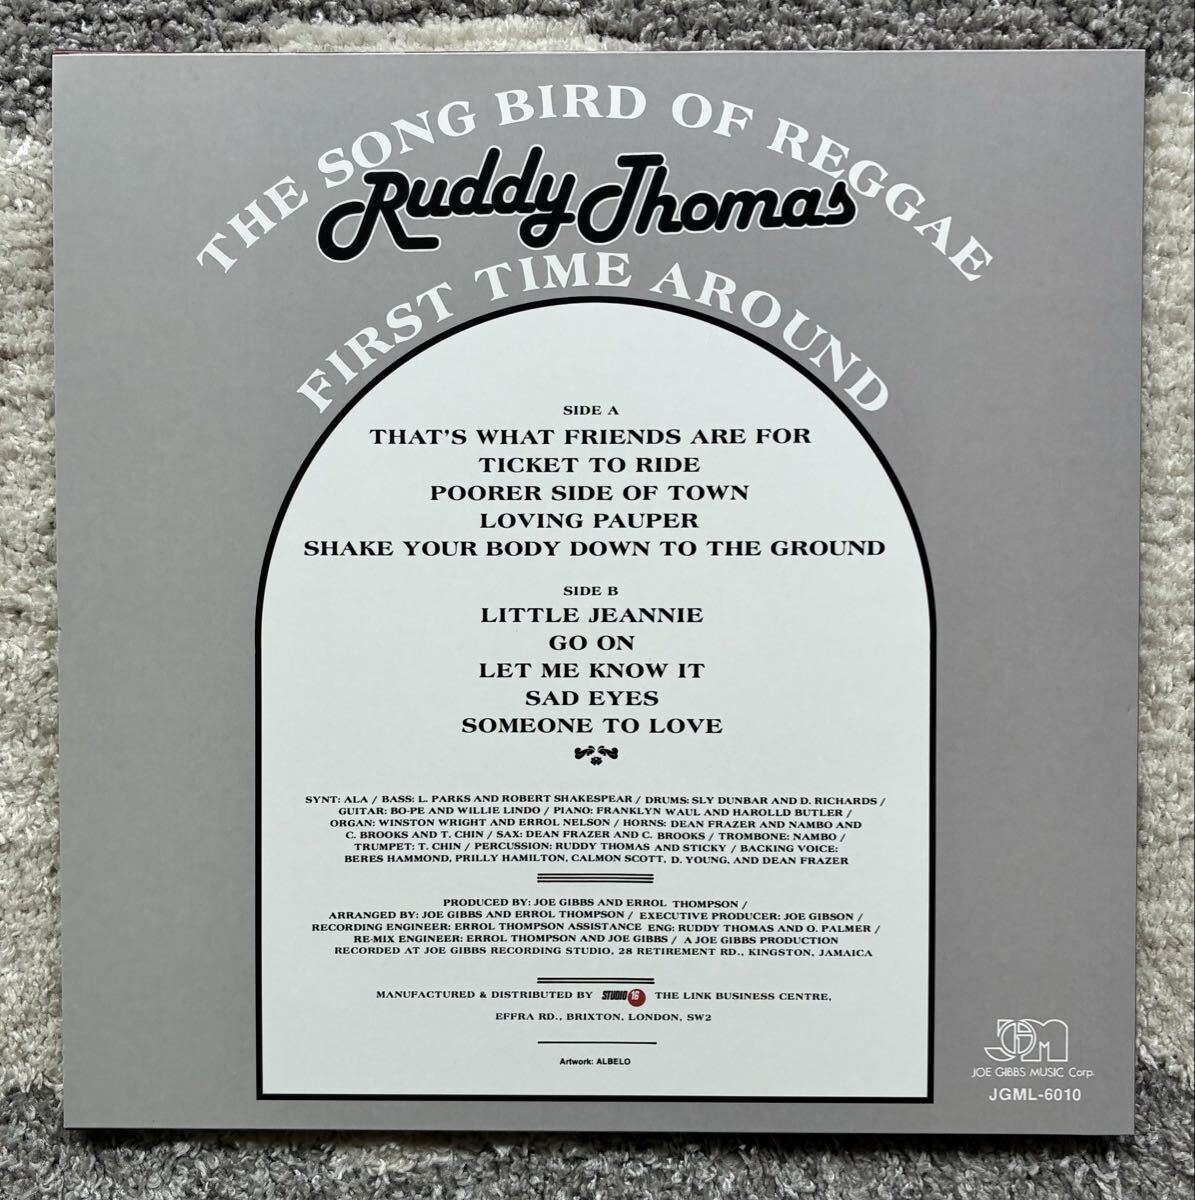 THE SONG BIRD OF REGGAE
Ruddy Thomas
FIRST TIME AROUND
SIDE A
THAT'S WHAT FRIENDS ARE FOR
TICKET TO RIDE
POORER SIDE OF TOWN
LOVING PAUPER
SHAKE YOUR BODY DOWN TO THE GROUND
SIDE B
LITTLE JEANNIE
GO ON
LET ME KNOW IT
SAD EYES
SOMEONE TO LOVE
SYNT: ALA / BASS: L. PARKS AND ROBERT SHAKESPEAR / DRUMS: SLY DUNBAR AND D. RICHARDS /
GUITAR: BO-PE AND WILLIE LINDO / PIANO: FRANKLYN WAUL AND HAROLLD BUTLER /
ORGAN: WINSTON WRIGHT AND ERROL NELSON / HORNS: DEAN FRAZER AND NAMBO AND
C. BROOKS AND T. CHIN / SAX: DEAN FRAZER AND C. BROOKS / TROMBONE: NAMBO /
TRUMPET: T. CHIN / PERCUSSION: RUDDY THOMAS AND STICKY / BACKING VOICE:
BERES HAMMOND, PRILLY HAMILTON, CALMON SCOTT, D. YOUNG, AND DEAN FRAZER
PRODUCED BY: JOE GIBBS AND ERROL THOMPSON /
ARRANGED BY: JOE GIBBS AND ERROL THOMPSON / EXECUTIVE PRODUCER: JOE GIBSON /
RECORDING ENGINEER: ERROL THOMPSON ASSISTANCE ENG: RUDDY THOMAS AND O. PALMER /
RE-MIX ENGINEER: ERROL THOMPSON AND JOE GIBBS / A JOE GIBBS PRODUCTION
RECORDED AT JOE GIBBS RECORDING STUDIO, 28 RETIREMENT RD., KINGSTON, JAMAICA
MANUFACTURED & DISTRIBUTED BY STUDIO 16 THE LINK BUSINESS CENTRE,
EFFRA RD., BRIXTON, LONDON, SW2
Artwork: ALBELO
JGM
JOE GIBBS MUSIC Corp.
JGML-6010